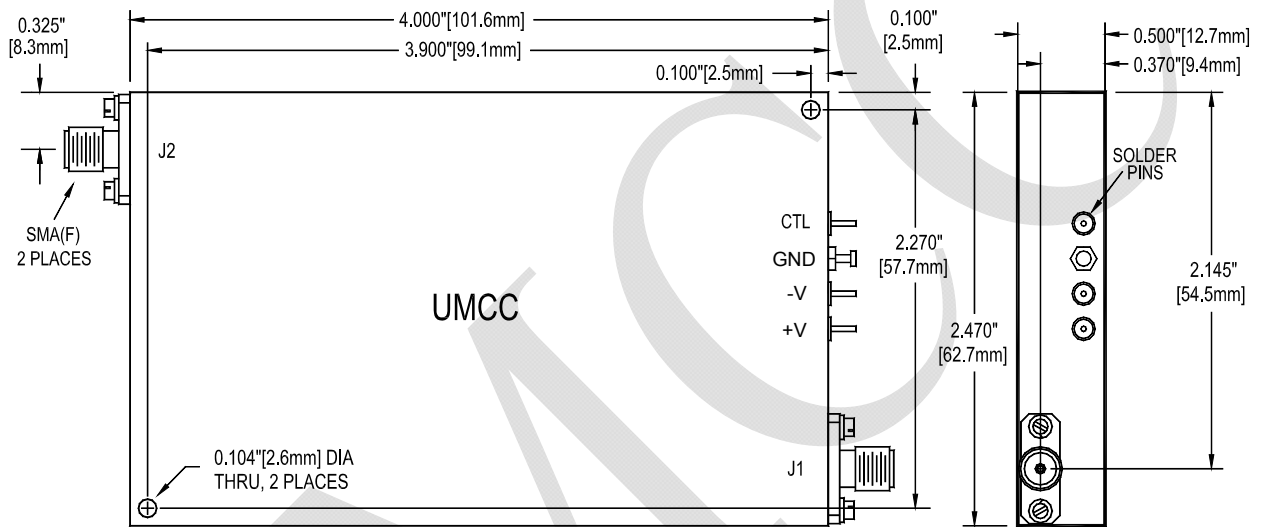 0.325"
[8.3mm]
4.000"[101.6mm]
3.900"[99.1mm]
0.100"[2.5mm]
0.100"
[2.5mm]
0.500"[12.7mm]
0.370"[9.4mm]
J2
SMA(F)
2 PLACES
UMCC
CTL
GND
-V
+V
2.270"
[57.7mm]
2.470"
[62.7mm]
SOLDER
PINS
2.145"
[54.5mm]
0.104"[2.6mm] DIA
THRU, 2 PLACES
J1